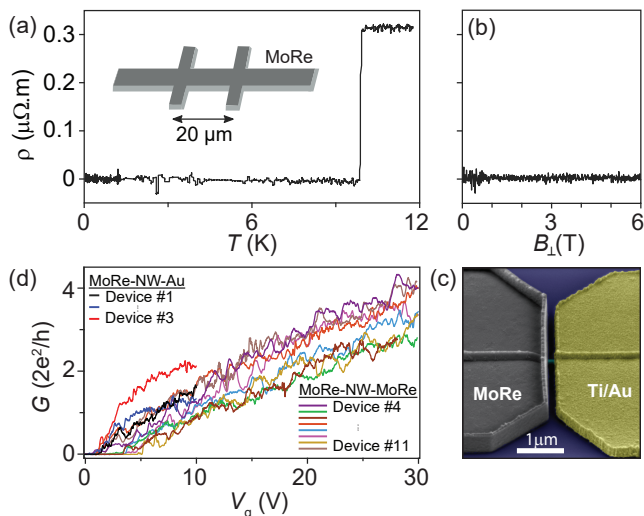 (a)
0.3
0.2
0.1
0
ρ (μΩ.m)
MoRe
20 μm
0 6 12
T (K)
(b)
0 3 6
B⊥(T)
(d)
MoRe-NW-Au
Device #1
Device #3
4
2
0
G (2e²/h)
MoRe-NW-MoRe
Device #4
Device #11
0 10 20 30
Vg (V)
(c)
MoRe
Ti/Au
1μm